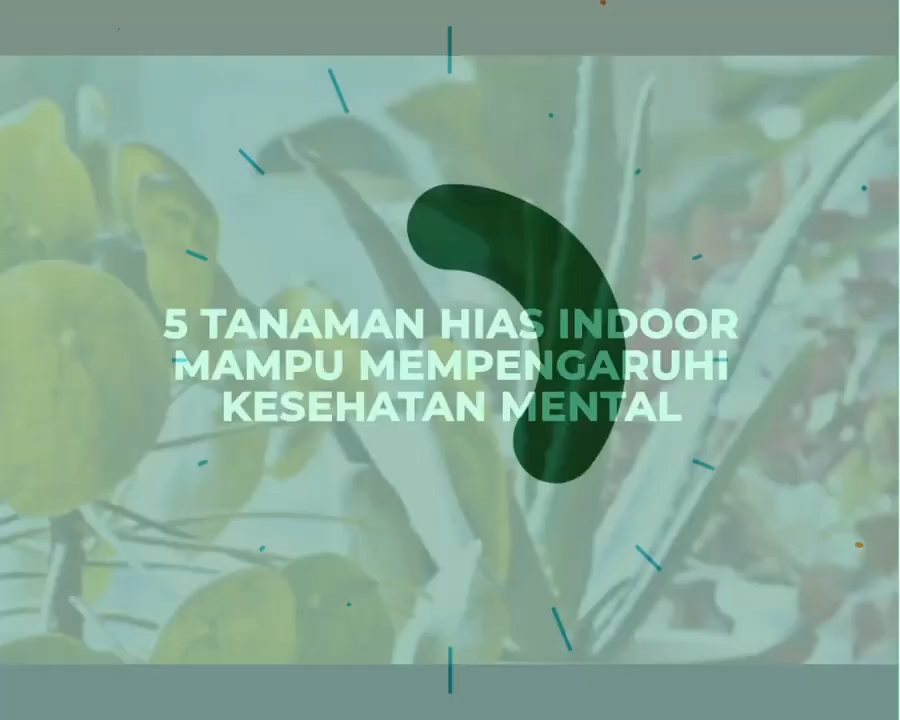 5 TANAMAN HIAS INDOOR
MAMPU MEMPENGARUHI
KESEHATAN MENTAL